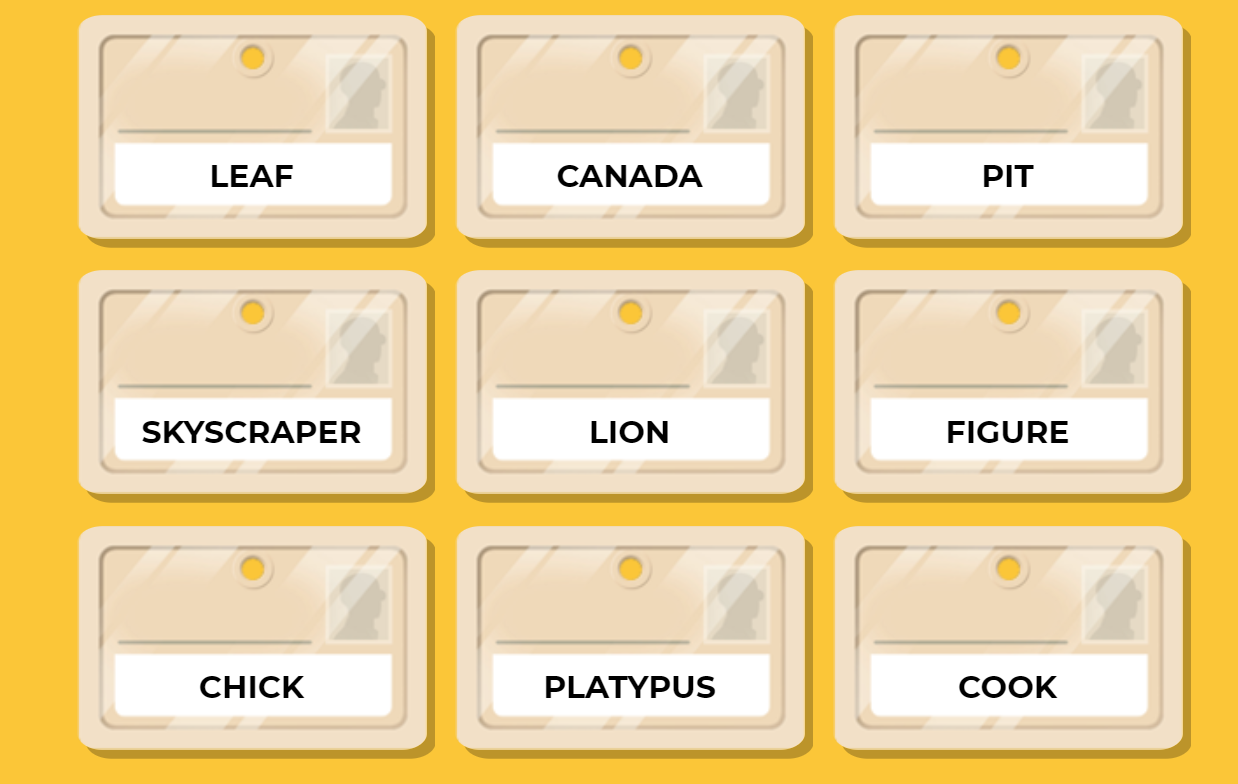 LEAF
CANADA
PIT
SKYSCRAPER
LION
FIGURE
CHICK
PLATYPUS
COOK